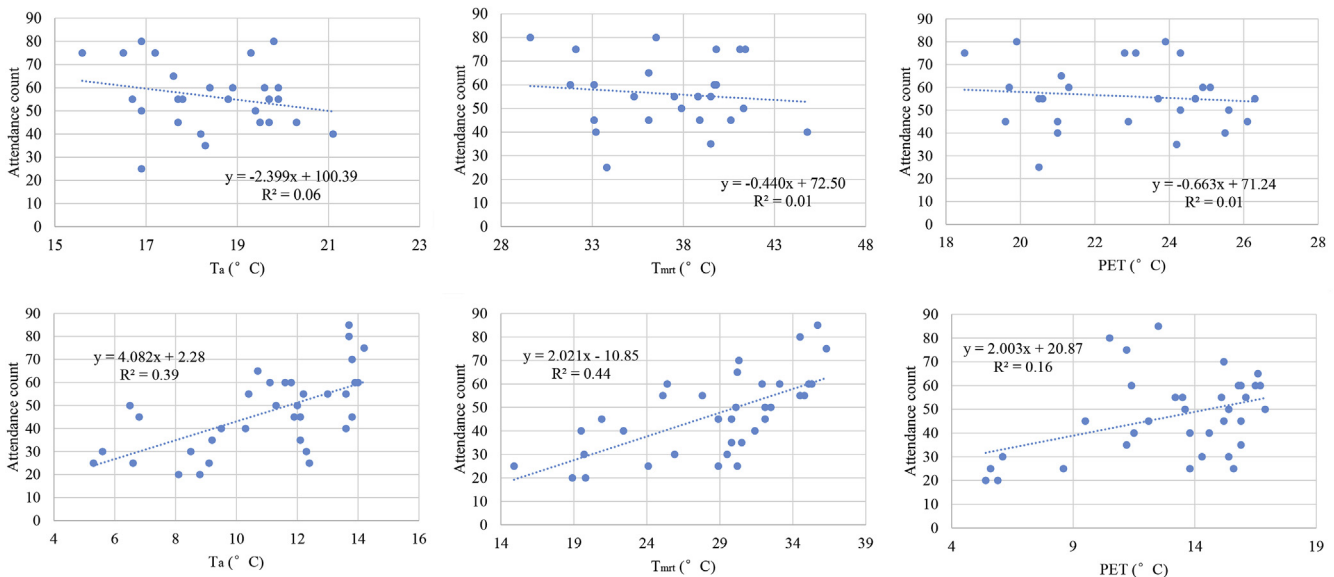 90
80
70
60
50
40
30
20
10
0
Attendance count
y = -2.399x + 100.39
R² = 0.06
15 17 19 21 23
Ta (° C)
90
80
70
60
50
40
30
20
10
0
Attendance count
y = -0.440x + 72.50
R² = 0.01
28 33 38 43 48
Tmrt (° C)
90
80
70
60
50
40
30
20
10
0
Attendance count
y = -0.663x + 71.24
R² = 0.01
18 20 22 24 26 28
PET (° C)
90
80
70
60
50
40
30
20
10
0
Attendance count
y = 4.082x + 2.28
R² = 0.39
4 6 8 10 12 14 16
Ta (° C)
90
80
70
60
50
40
30
20
10
0
Attendance count
y = 2.021x - 10.85
R² = 0.44
14 19 24 29 34 39
Tmrt (° C)
90
80
70
60
50
40
30
20
10
0
Attendance count
y = 2.003x + 20.87
R² = 0.16
4 9 14 19
PET (° C)